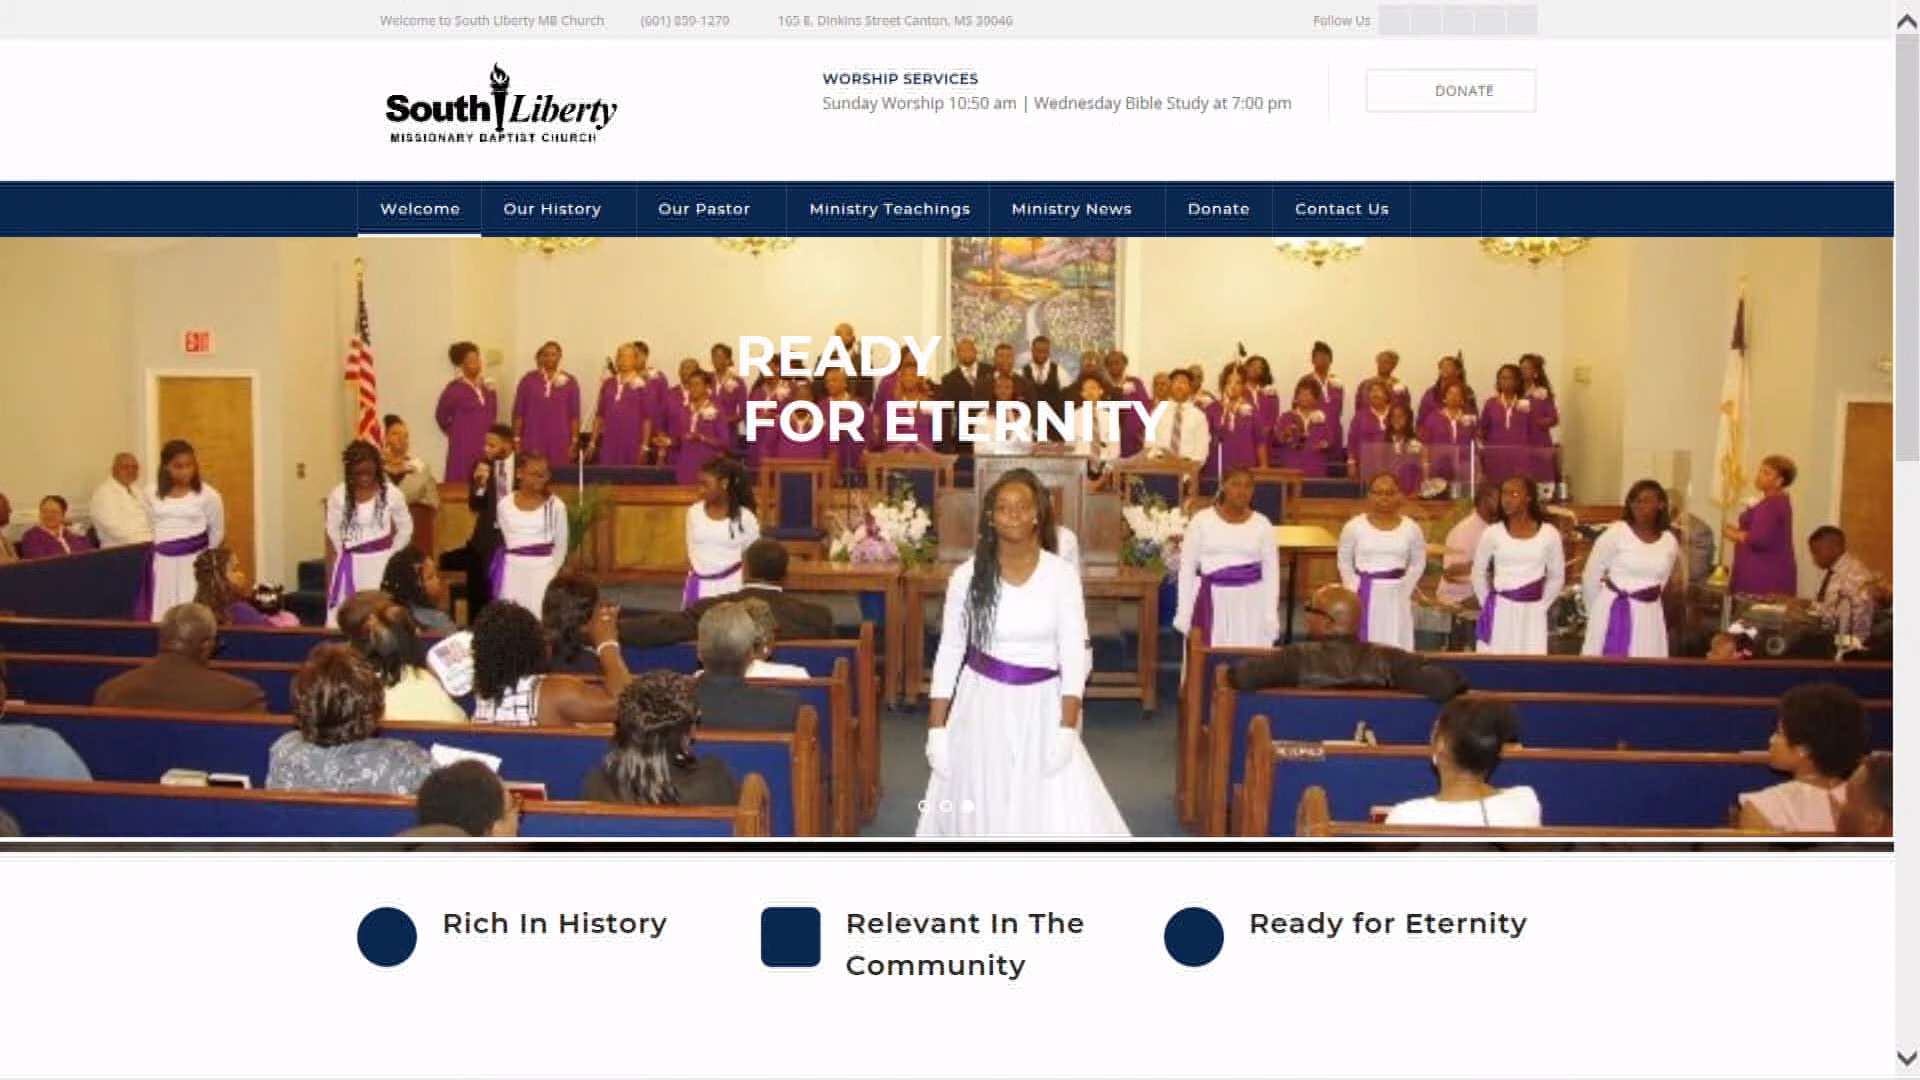 Welcome to South Liberty MB Church (601) 859-1270 165 E. Dinkins Street Canton, MS 39046 Follow Us
South Liberty
MISSIONARY BAPTIST CHURCH
WORSHIP SERVICES
Sunday Worship 10:50 am | Wednesday Bible Study at 7:00 pm
DONATE
Welcome Our History Our Pastor Ministry Teachings Ministry News Donate Contact Us
EXIT
READY
FOR ETERNITY
Rich In History
Relevant In The
Community
Ready for Eternity